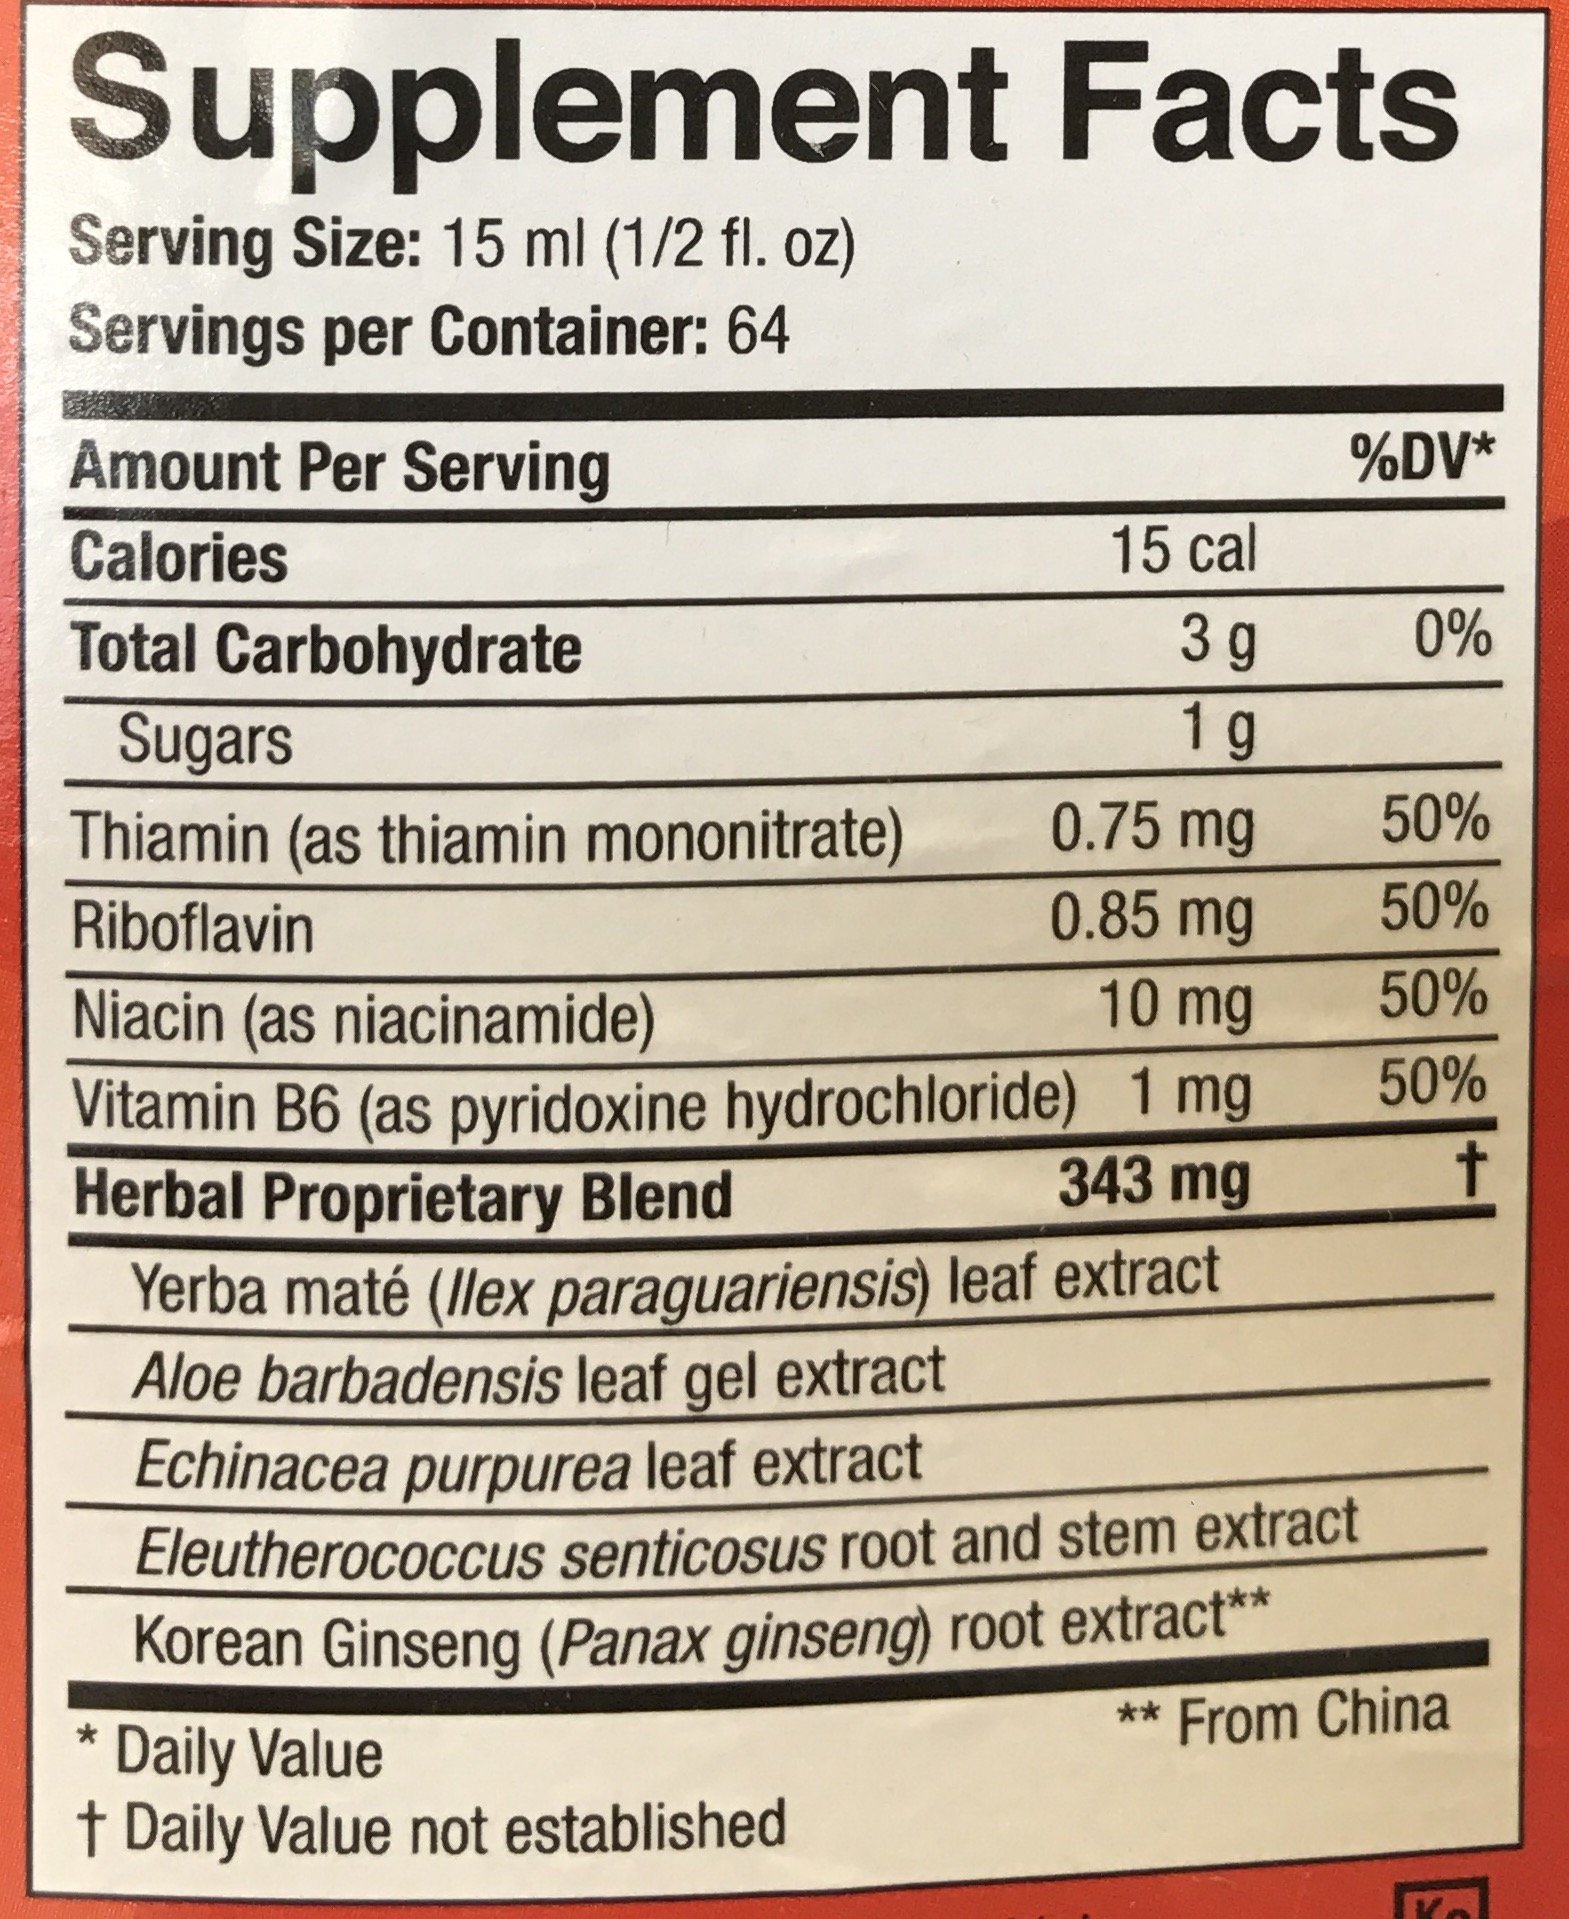 Supplement Facts
Serving Size: 15 ml (1/2 fl. oz)
Servings per Container: 64
Amount Per Serving %DV*
Calories 15 cal
Total Carbohydrate 3 g 0%
Sugars 1 g
Thiamin (as thiamin mononitrate) 0.75 mg 50%
Riboflavin 0.85 mg 50%
Niacin (as niacinamide) 10 mg 50%
Vitamin B6 (as pyridoxine hydrochloride) 1 mg 50%
Herbal Proprietary Blend 343 mg †
Yerba maté (Ilex paraguariensis) leaf extract
Aloe barbadensis leaf gel extract
Echinacea purpurea leaf extract
Eleutherococcus senticosus root and stem extract
Korean Ginseng (Panax ginseng) root extract**
* Daily Value ** From China
† Daily Value not established